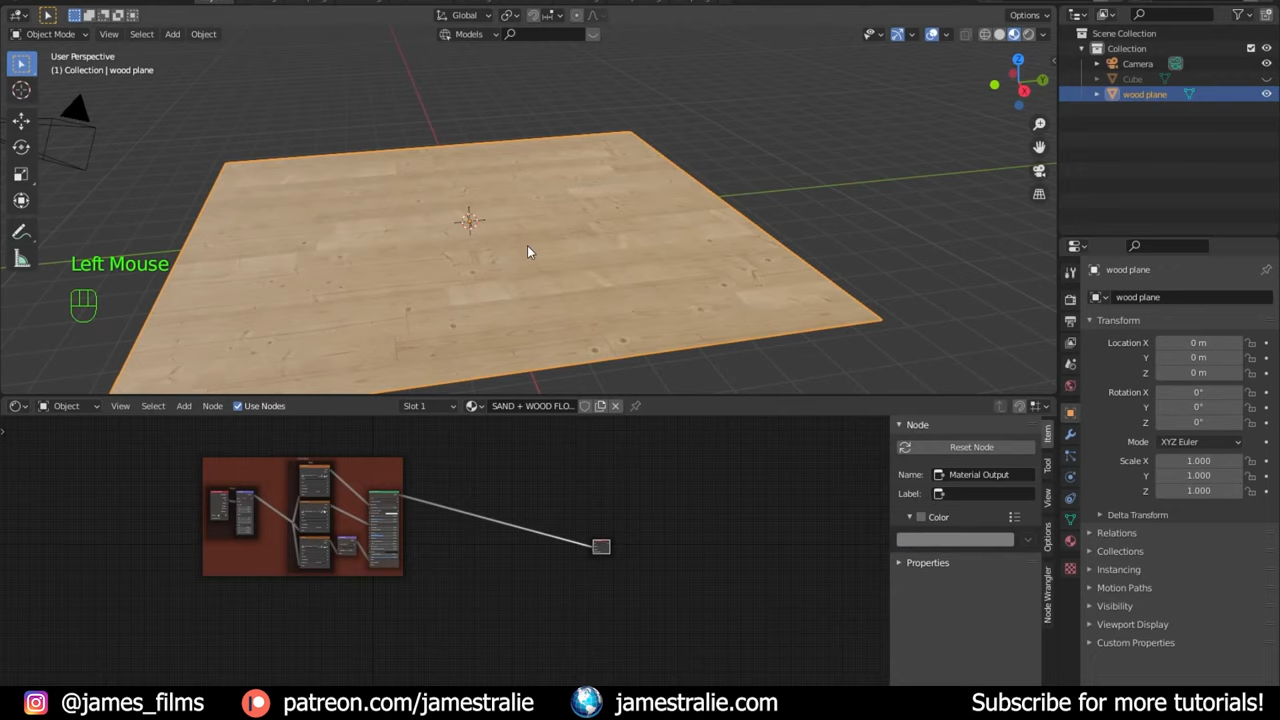 Global
Options
Object Mode
View
Select
Add
Object
Models
User Perspective
(1) Collection | wood plane
Z
Y
X
Left Mouse
Scene Collection
Collection
Camera
Cube
wood plane
wood plane
wood plane
Transform
Location X 0 m
Y 0 m
Z 0 m
Rotation X 0°
Y 0°
Z 0°
Mode XYZ Euler
Scale X 1.000
Y 1.000
Z 1.000
Delta Transform
Relations
Collections
Instancing
Motion Paths
Visibility
Viewport Display
Custom Properties
Object
View
Select
Add
Node
Use Nodes
Slot 1
SAND + WOOD FLO...
Node
Reset Node
Name: Material Output
Label:
Color
Properties
Item
Tool
View
Options
Node Wrangler
@james_films
patreon.com/jamestralie
jamestralie.com
Subscribe for more tutorials!